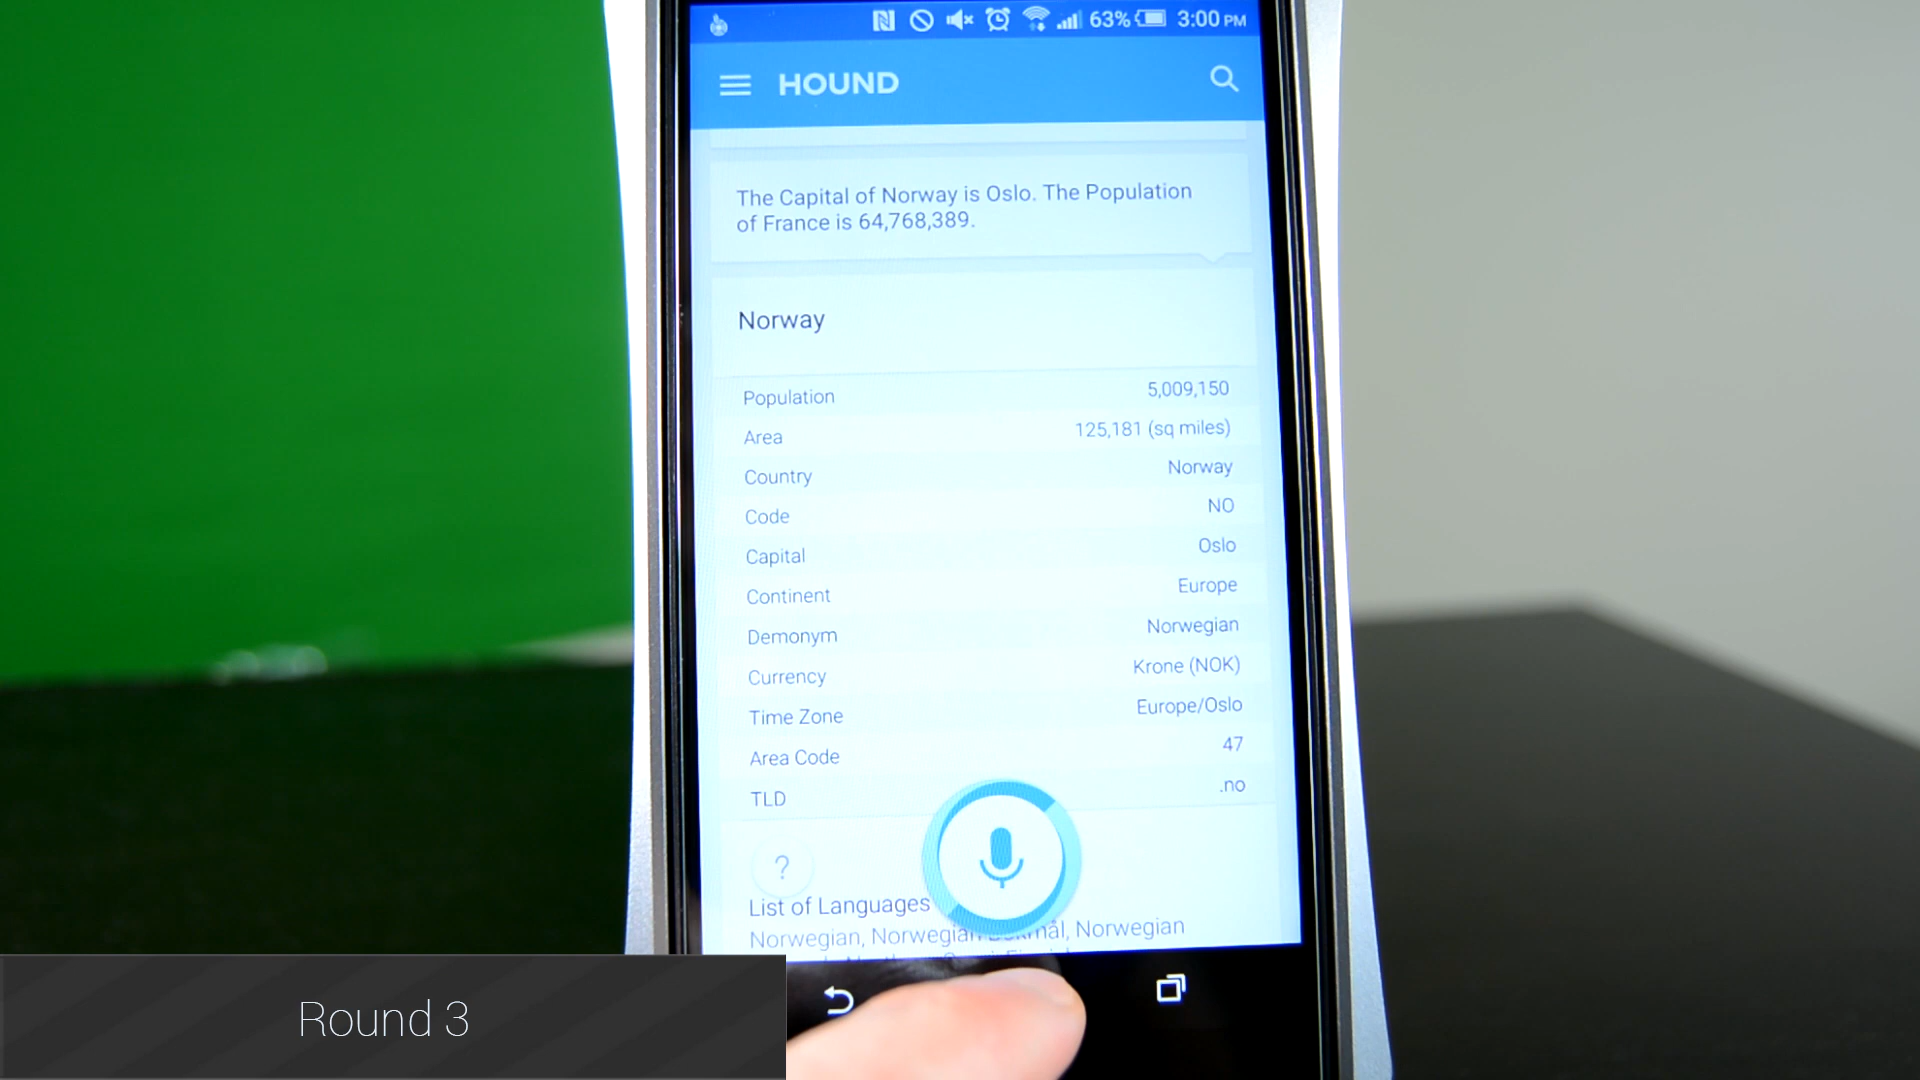 63% 3:00 PM
HOUND
The Capital of Norway is Oslo. The Population
of France is 64,768,389.
Norway
Population 5,009,150
Area 125,181 (sq miles)
Country Norway
Code NO
Capital Oslo
Continent Europe
Demonym Norwegian
Currency Krone (NOK)
Time Zone Europe/Oslo
Area Code 47
TLD .no
?
List of Languages
Norwegian, Norwegian Norwegian
Round 3